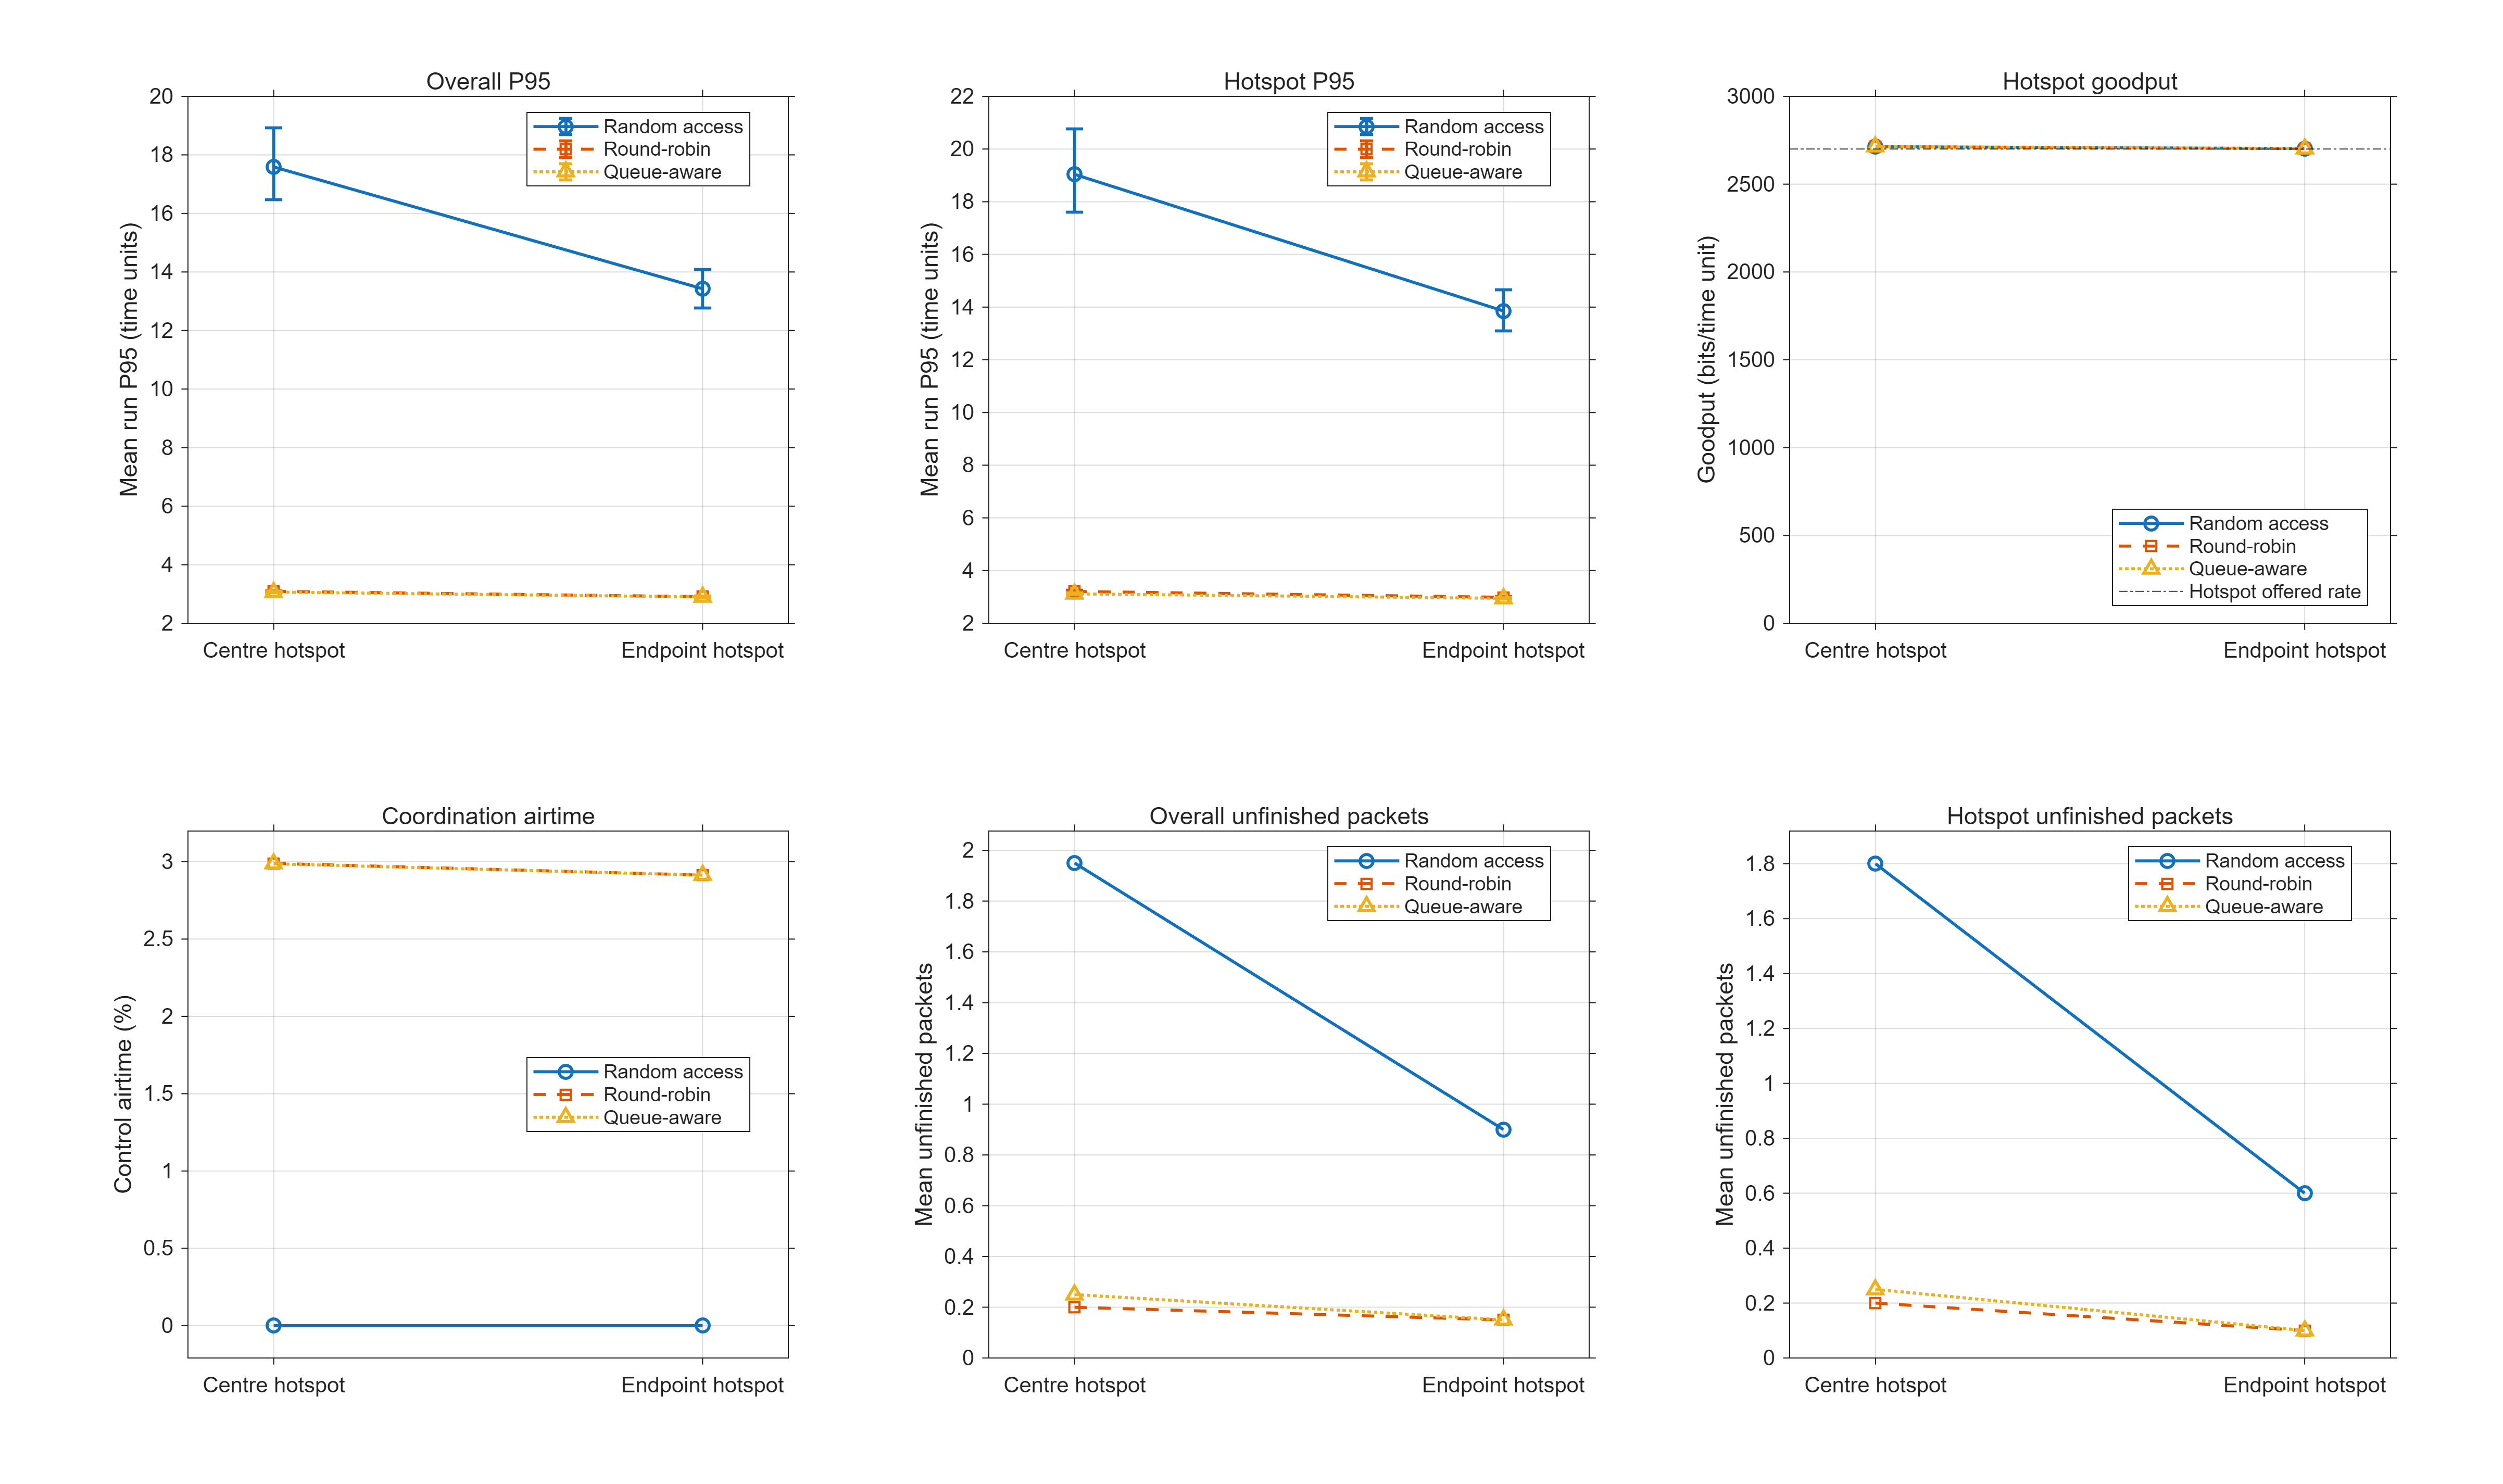 Overall P95
20
18
16
14
12
10
8
6
4
2
Mean run P95 (time units)
Random access
Round-robin
Queue-aware
Centre hotspot
Endpoint hotspot
Hotspot P95
22
20
18
16
14
12
10
8
6
4
2
Mean run P95 (time units)
Random access
Round-robin
Queue-aware
Centre hotspot
Endpoint hotspot
Hotspot goodput
3000
2500
2000
1500
1000
500
0
Goodput (bits/time unit)
Random access
Round-robin
Queue-aware
Hotspot offered rate
Centre hotspot
Endpoint hotspot
Coordination airtime
3
2.5
2
1.5
1
0.5
0
Control airtime (%)
Random access
Round-robin
Queue-aware
Centre hotspot
Endpoint hotspot
Overall unfinished packets
2
1.8
1.6
1.4
1.2
1
0.8
0.6
0.4
0.2
0
Mean unfinished packets
Random access
Round-robin
Queue-aware
Centre hotspot
Endpoint hotspot
Hotspot unfinished packets
1.8
1.6
1.4
1.2
1
0.8
0.6
0.4
0.2
0
Mean unfinished packets
Random access
Round-robin
Queue-aware
Centre hotspot
Endpoint hotspot